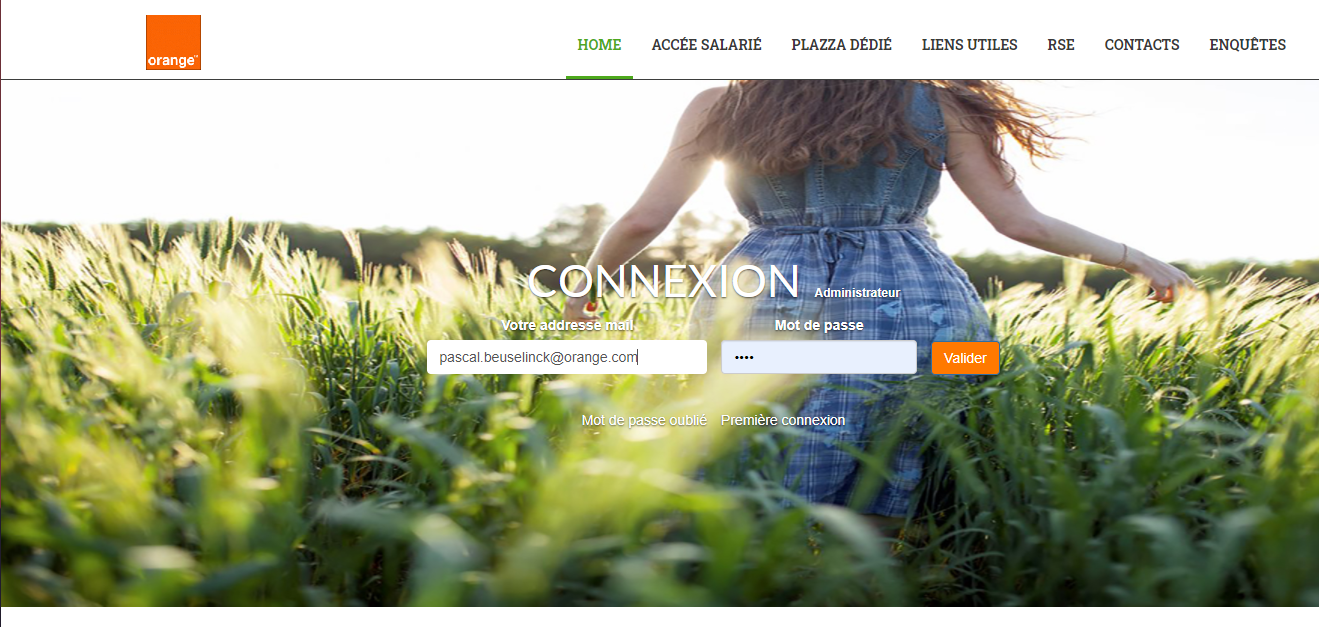 orange™
HOME ACCÉE SALARIÉ PLAZZA DÉDIÉ LIENS UTILES RSE CONTACTS ENQUÊTES
CONNEXION Administrateur
Votre addresse mail Mot de passe
pascal.beuselinck@orange.com •••• Valider
Mot de passe oublié Première connexion